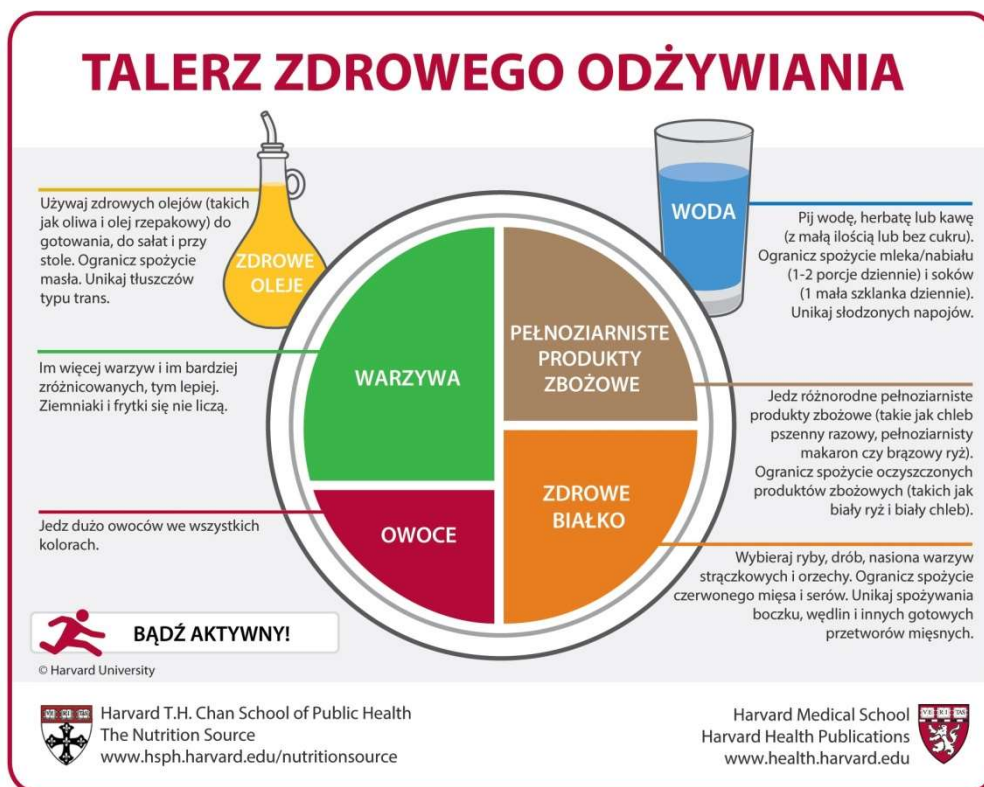 TALERZ ZDROWEGO ODŻYWIANIA
Używaj zdrowych olejów (takich
jak oliwa i olej rzepakowy) do
gotowania, do sałat i przy
stole. Ogranicz spożycie
masła. Unikaj tłuszczów
typu trans.
ZDROWE
OLEJE
WODA
Pij wodę, herbatę lub kawę
(z małą ilością lub bez cukru).
Ogranicz spożycie mleka/nabiału
(1-2 porcje dziennie) i soków
(1 mała szklanka dziennie).
Unikaj słodzonych napojów.
Im więcej warzyw i im bardziej
zróżnicowanych, tym lepiej.
Ziemniaki i frytki się nie liczą.
WARZYWA
PEŁNOZIARNISTE
PRODUKTY
ZBOŻOWE
Jedz różnorodne pełnoziarniste
produkty zbożowe (takie jak chleb
pszenny razowy, pełnoziarnisty
makaron czy brązowy ryż).
Ogranicz spożycie oczyszczonych
produktów zbożowych (takich jak
biały ryż i biały chleb).
Jedz dużo owoców we wszystkich
kolorach.
OWOCE
ZDROWE
BIAŁKO
Wybieraj ryby, drób, nasiona warzyw
strączkowych i orzechy. Ogranicz spożycie
czerwonego mięsa i serów. Unikaj spożywania
boczku, wędlin i innych gotowych
przetworów mięsnych.
BĄDŹ AKTYWNY!
© Harvard University
Harvard T.H. Chan School of Public Health
The Nutrition Source
www.hsph.harvard.edu/nutritionsource
Harvard Medical School
Harvard Health Publications
www.health.harvard.edu
VE RI TAS